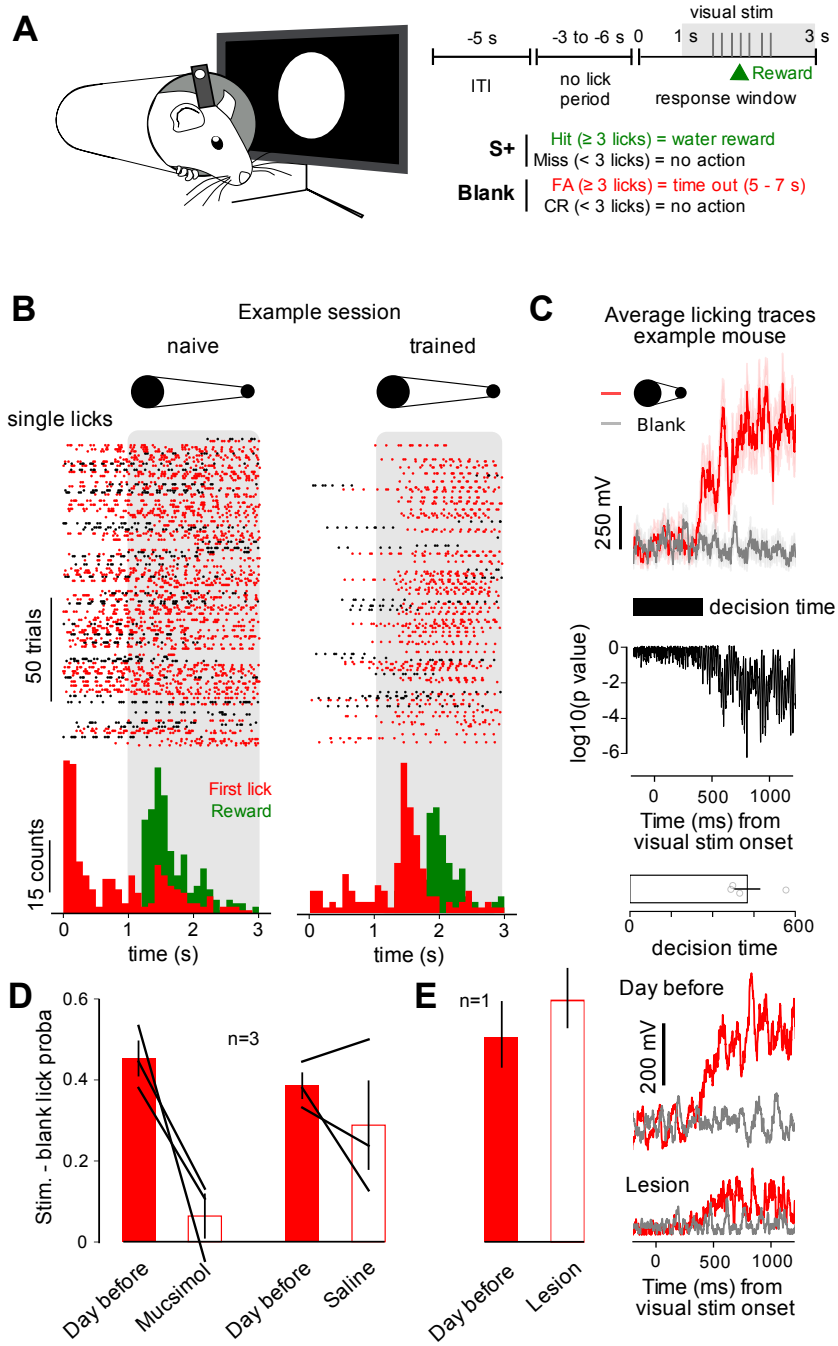 A
visual stim
-5 s
-3 to -6 s
0
1 s
3 s
Reward
ITI
no lick
period
response window
S+
Hit (≥ 3 licks) = water reward
Miss (< 3 licks) = no action
Blank
FA (≥ 3 licks) = time out (5 - 7 s)
CR (< 3 licks) = no action
B
Example session
naive
trained
single licks
50 trials
First lick
Reward
15 counts
0
1
2
3
time (s)
0
1
2
3
time (s)
C
Average licking traces
example mouse
Blank
250 mV
decision time
log10(p value)
0
-2
-4
-6
0
500
1000
Time (ms) from
visual stim onset
0
600
decision time
D
Stim. - blank lick proba
0.6
0.4
0.2
0
n=3
Day before
Mucsimol
Day before
Saline
E
n=1
Day before
Lesion
Day before
200 mV
Lesion
0
500
1000
Time (ms) from
visual stim onset